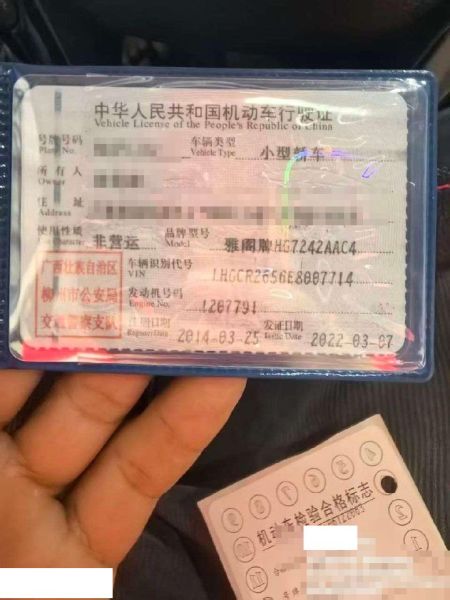 中华人民共和国机动车行驶证
Vehicle License of the People's Republic of China
号牌号码 车辆类型 小型轿车
Plate No. Vehicle Type
所有人
Owner
住址
Address
使用性质 非营运 品牌型号 雅阁牌HG7242AAC4
Use Character Model
广西壮族自治区 车辆识别代号 LHGCR2656E8007714
VIN
柳州市公安局 发动机号码 1207791
Engine No.
交通警察支队 注册日期 2014-03-25 发证日期 2022-03-07
Register Date Issue Date
机动车检验合格标志